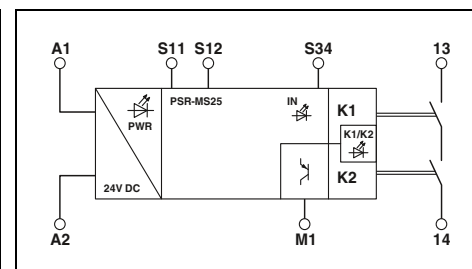 A1 S11 S12 S34 13
PSR-MS25 IN K1
PWR K1/K2
24V DC K2
A2 M1 14